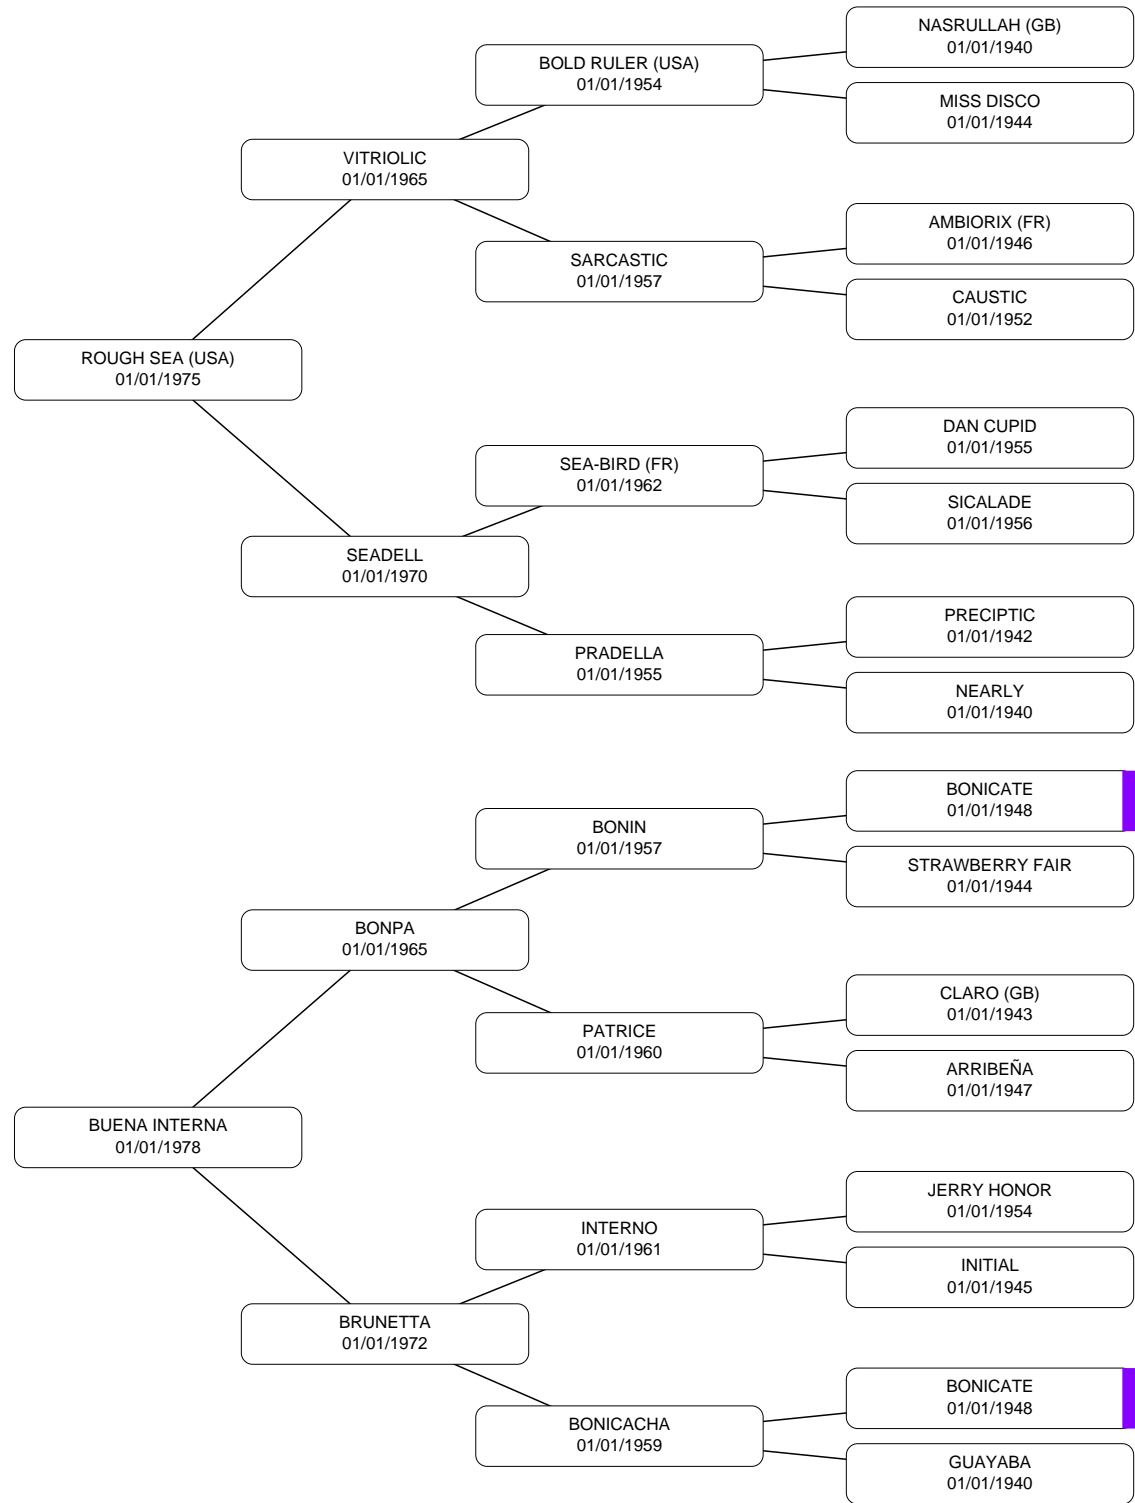 NASRULLAH (GB)
01/01/1940
BOLD RULER (USA)
01/01/1954
MISS DISCO
01/01/1944
VITRIOLIC
01/01/1965
AMBIORIX (FR)
01/01/1946
SARCASTIC
01/01/1957
CAUSTIC
01/01/1952
ROUGH SEA (USA)
01/01/1975
DAN CUPID
01/01/1955
SEA-BIRD (FR)
01/01/1962
SICALADE
01/01/1956
SEADELL
01/01/1970
PRECIPTIC
01/01/1942
PRADELLA
01/01/1955
NEARLY
01/01/1940
BONICATE
01/01/1948
BONIN
01/01/1957
STRAWBERRY FAIR
01/01/1944
BONPA
01/01/1965
CLARO (GB)
01/01/1943
PATRICE
01/01/1960
ARRIBEÑA
01/01/1947
BUENA INTERNA
01/01/1978
JERRY HONOR
01/01/1954
INTERNO
01/01/1961
INITIAL
01/01/1945
BRUNETTA
01/01/1972
BONICATE
01/01/1948
BONICACHA
01/01/1959
GUAYABA
01/01/1940